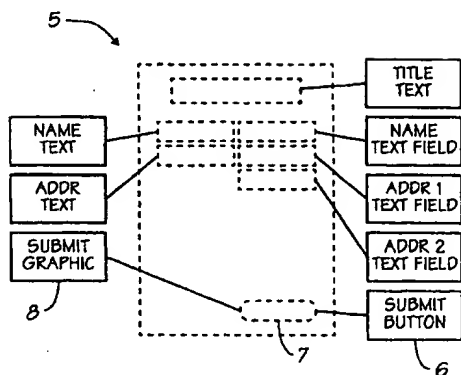 5
TITLE
TEXT
NAME
TEXT
NAME
TEXT FIELD
ADDR
TEXT
ADDR 1
TEXT FIELD
SUBMIT
GRAPHIC
ADDR 2
TEXT FIELD
8
SUBMIT
BUTTON
7
6